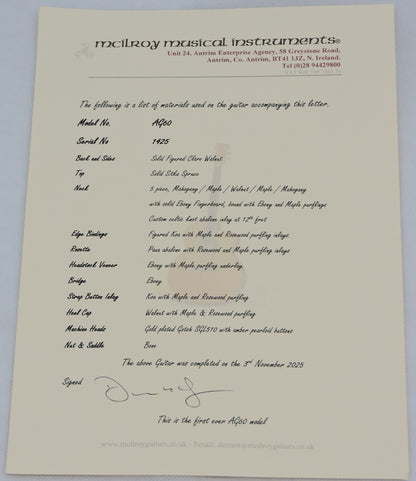 mcilroy musical instruments®
Unit 24, Antrim Enterprise Agency, 58 Greystone Road,
Antrim, Co. Antrim, BT41 1JZ, N. Ireland.
Tel (0)28 94429800
The following is a list of materials used on the guitar accompanying this letter.
Model No. AG60
Serial No 1425
Back and Sides Solid Figured Claro Walnut
Top Solid Sitka Spruce
Neck 5 piece, Mahogany / Maple / Walnut / Maple / Mahogany
with solid Ebony Fingerboard, bound with Ebony and Maple purflings
Custom celtic knot abalone inlay at 12th fret
Edge Bindings Figured Koa with Maple and Rosewood purfling inlays.
Rosette Paua abalone with Rosewood and Maple purfling inlays
Headstock Veneer Ebony with Maple purfling underlay.
Bridge Ebony
Strap Button Inlay Koa with Maple and Rosewood purfling
Heel Cap Walnut with Maple & Rosewood purfling
Machine Heads Gold plated Gotoh SGL510 with amber pearloid buttons
Nut & Saddle Bone
The above Guitar was completed on the 3rd November 2025
Signed
This is the first ever AG60 model
www.mcilroyguitars.co.uk - Email: dermot@mcilroyguitars.co.uk